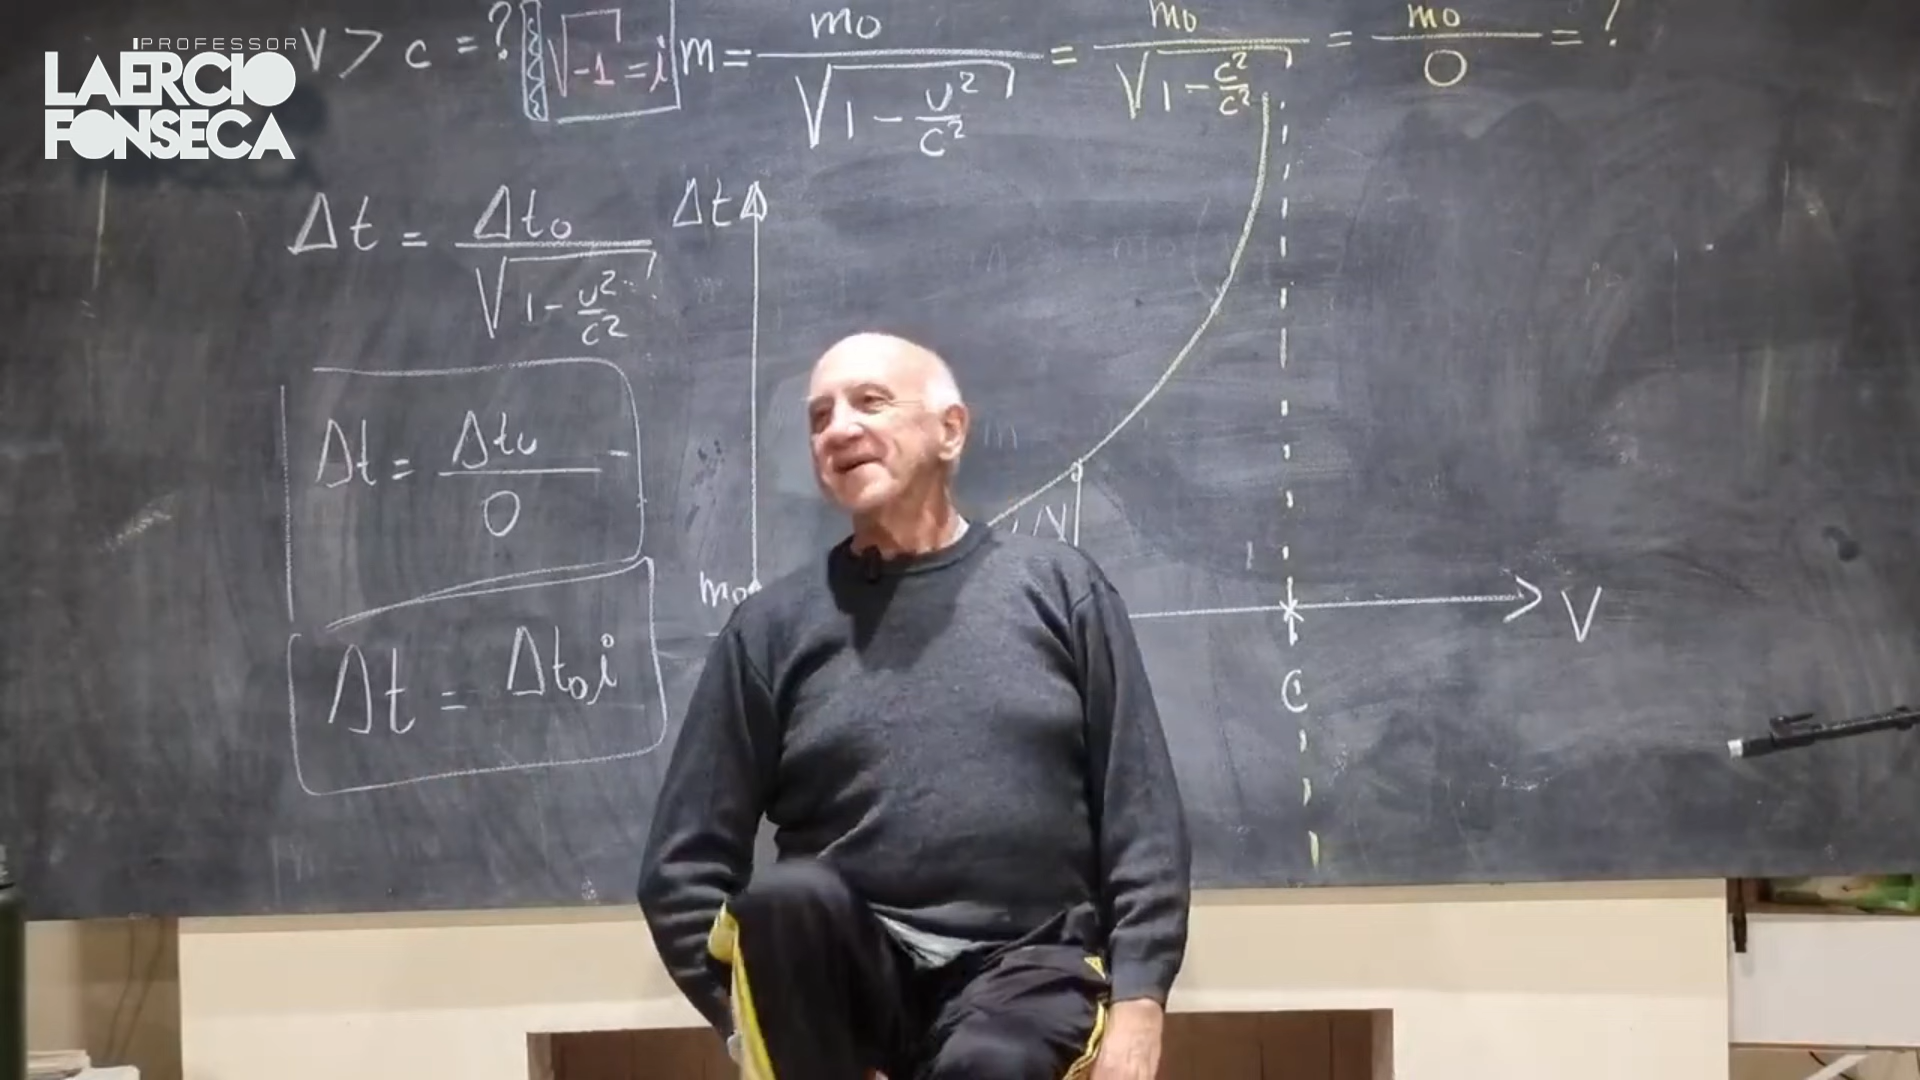 PROFESSOR
LAERCIO
FONSECA
V > c = ? √-1 = i m = m0 / √(1 - v²/c²) = m0 / √(1 - c²/c²) = m0 / 0 = ?
Δt = Δt0 / √(1 - v²/c²)
Δt
Δt = Δt0 / 0 -
m0
V
Δt = Δt0 i
C